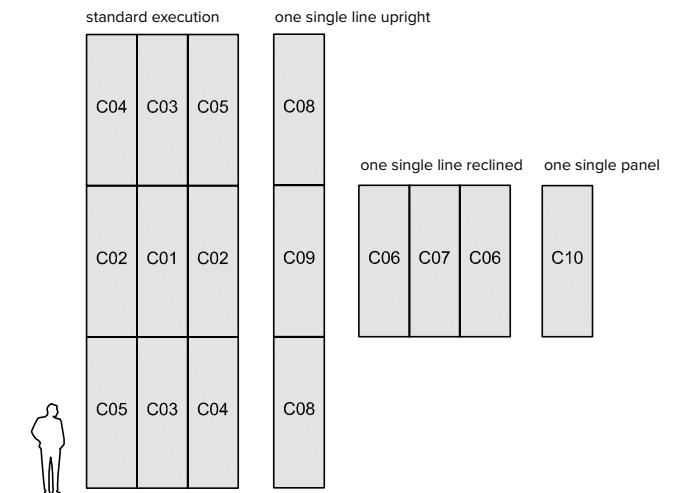 standard execution
one single line upright
C04 C03 C05
C08
one single line reclined
one single panel
C02 C01 C02
C09
C06 C07 C06
C10
C05 C03 C04
C08